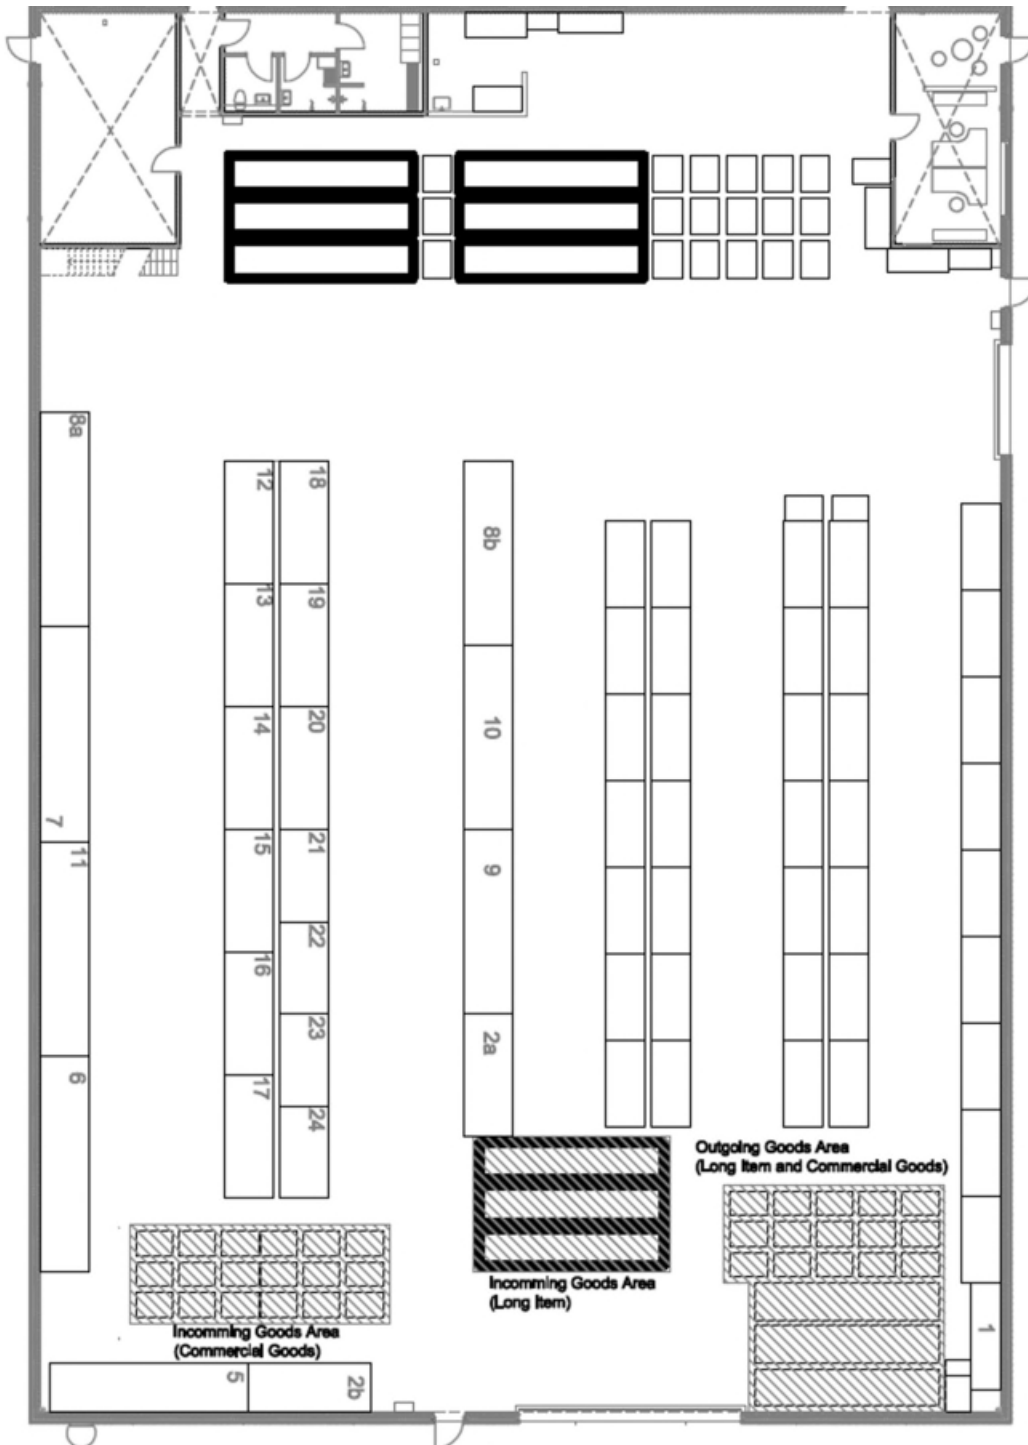 8a
12
18
8b
13
19
14
20
10
7
11
15
21
9
22
16
23
2a
6
17
24
Outgoing Goods Area
(Long Item and Commercial Goods)
Incomming Goods Area
(Long Item)
Incomming Goods Area
(Commercial Goods)
1
5
2b